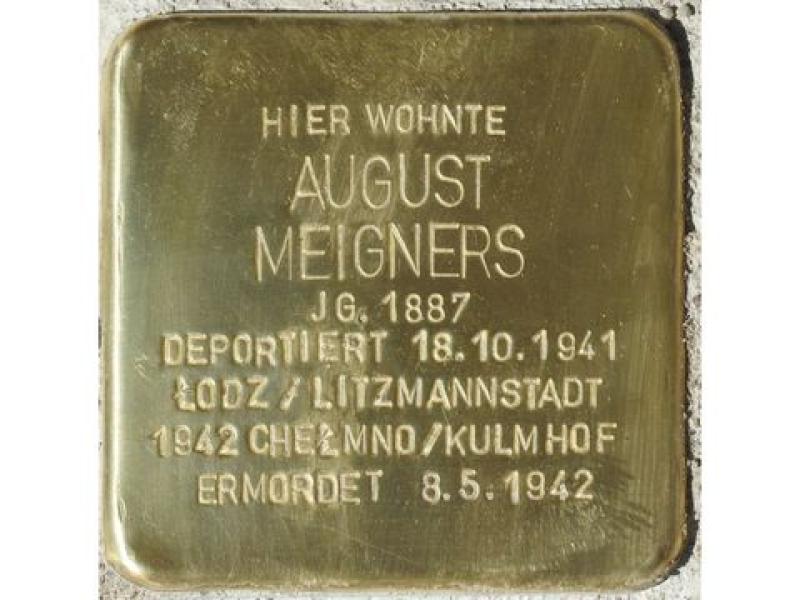 HIER WOHNTE
AUGUST
MEIGNERS
JG. 1887
DEPORTIERT 18.10.1941
ŁODZ / LITZMANNSTADT
1942 CHEŁMNO/KULMHOF
ERMORDET 8.5.1942